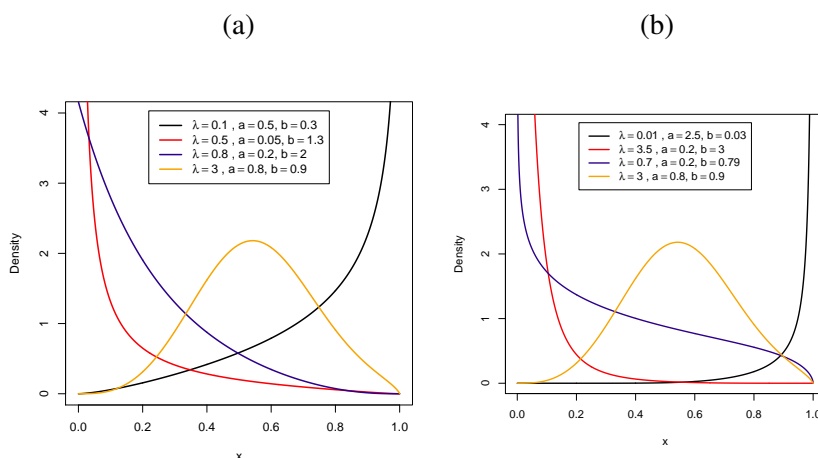 (a)
(b)
λ = 0.1 , a = 0.5, b = 0.3
λ = 0.5 , a = 0.05, b = 1.3
λ = 0.8 , a = 0.2, b = 2
λ = 3 , a = 0.8, b = 0.9
Density
0 1 2 3 4
0.0 0.2 0.4 0.6 0.8 1.0
x
λ = 0.01 , a = 2.5, b = 0.03
λ = 3.5 , a = 0.2, b = 3
λ = 0.7 , a = 0.2, b = 0.79
λ = 3 , a = 0.8, b = 0.9
Density
0 1 2 3 4
0.0 0.2 0.4 0.6 0.8 1.0
x